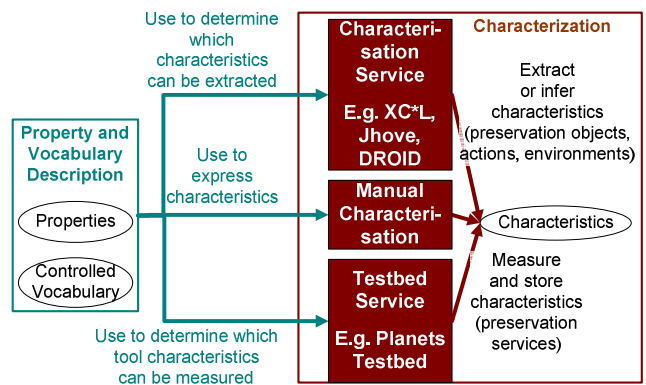 Use to determine
which
characteristics
can be extracted
Property and
Vocabulary
Description
Properties
Controlled
Vocabulary
Use to
express
characteristics
Use to determine which
tool characteristics
can be measured
Characteri-
sation
Service
E.g. XC*L,
Jhove,
DROID
Manual
Characteri-
sation
Testbed
Service
E.g. Planets
Testbed
Characterization
Extract
or infer
characteristics
(preservation objects,
actions, environments)
Characteristics
Measure
and store
characteristics
(preservation
services)